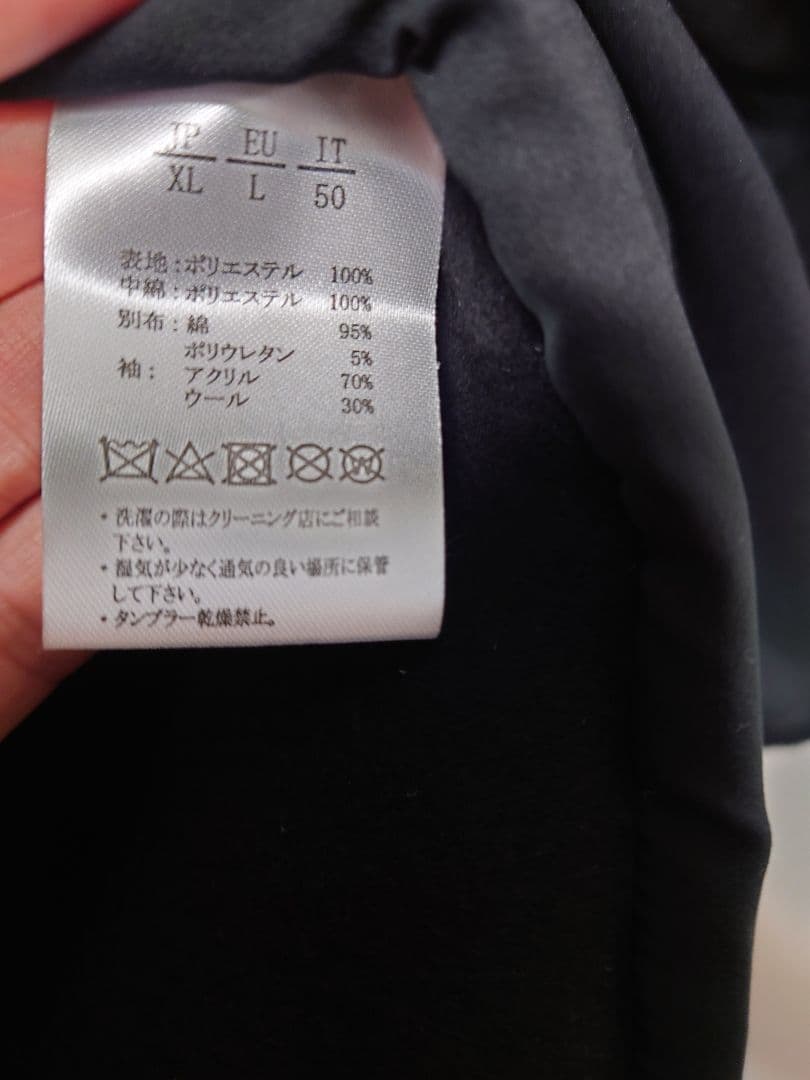 JP EU IT
XL L 50
表地：ポリエステル 100%
中綿：ポリエステル 100%
別布：綿 95%
ポリウレタン 5%
袖：アクリル 70%
ウール 30%
W
・洗濯の際はクリーニング店にご相談
下さい。
・湿気が少なく通気の良い場所に保管
して下さい。
・タンブラー乾燥禁止。